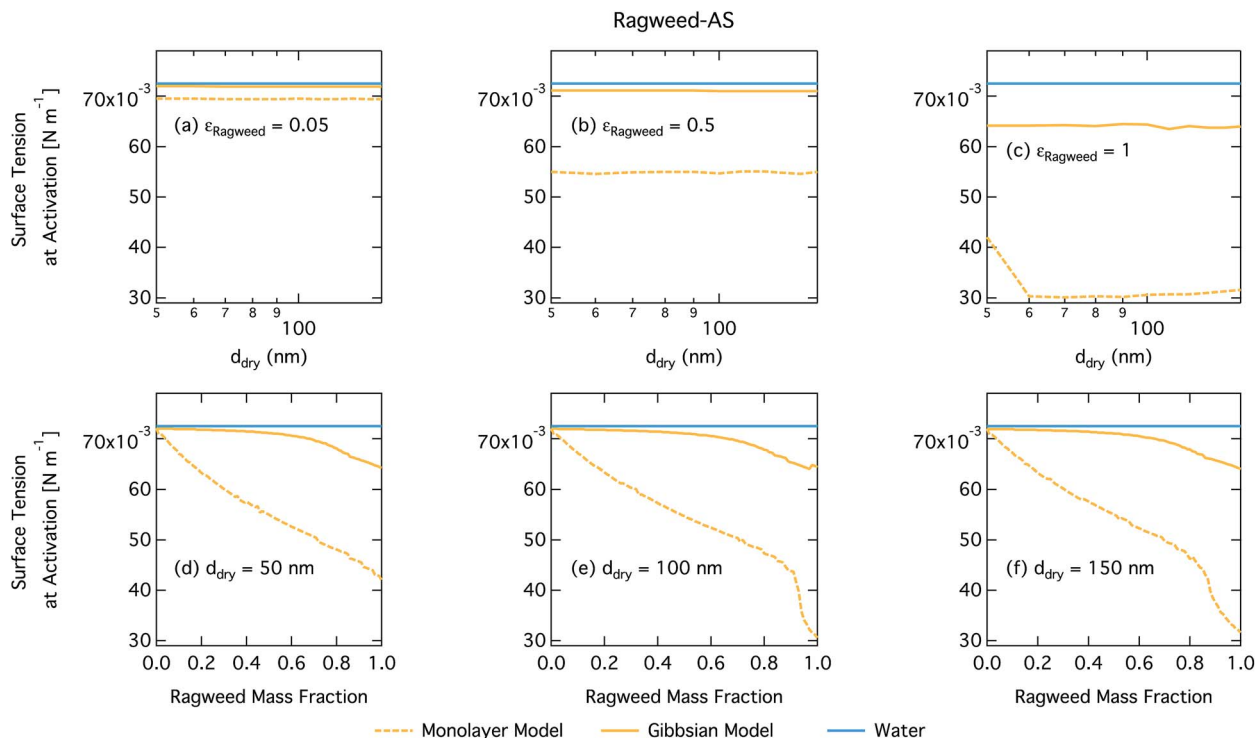 Ragweed-AS
Surface Tension
at Activation [N m⁻¹]
70x10⁻³
60
50
40
30
(a) εRagweed = 0.05
5 6 7 8 9
100
ddry (nm)
70x10⁻³
60
50
40
30
(b) εRagweed = 0.5
5 6 7 8 9
100
ddry (nm)
70x10⁻³
60
50
40
30
(c) εRagweed = 1
5 6 7 8 9
100
ddry (nm)
Surface Tension
at Activation [N m⁻¹]
70x10⁻³
60
50
40
30
(d) ddry = 50 nm
0.0 0.2 0.4 0.6 0.8 1.0
Ragweed Mass Fraction
70x10⁻³
60
50
40
30
(e) ddry = 100 nm
0.0 0.2 0.4 0.6 0.8 1.0
Ragweed Mass Fraction
70x10⁻³
60
50
40
30
(f) ddry = 150 nm
0.0 0.2 0.4 0.6 0.8 1.0
Ragweed Mass Fraction
Monolayer Model Gibbsian Model Water